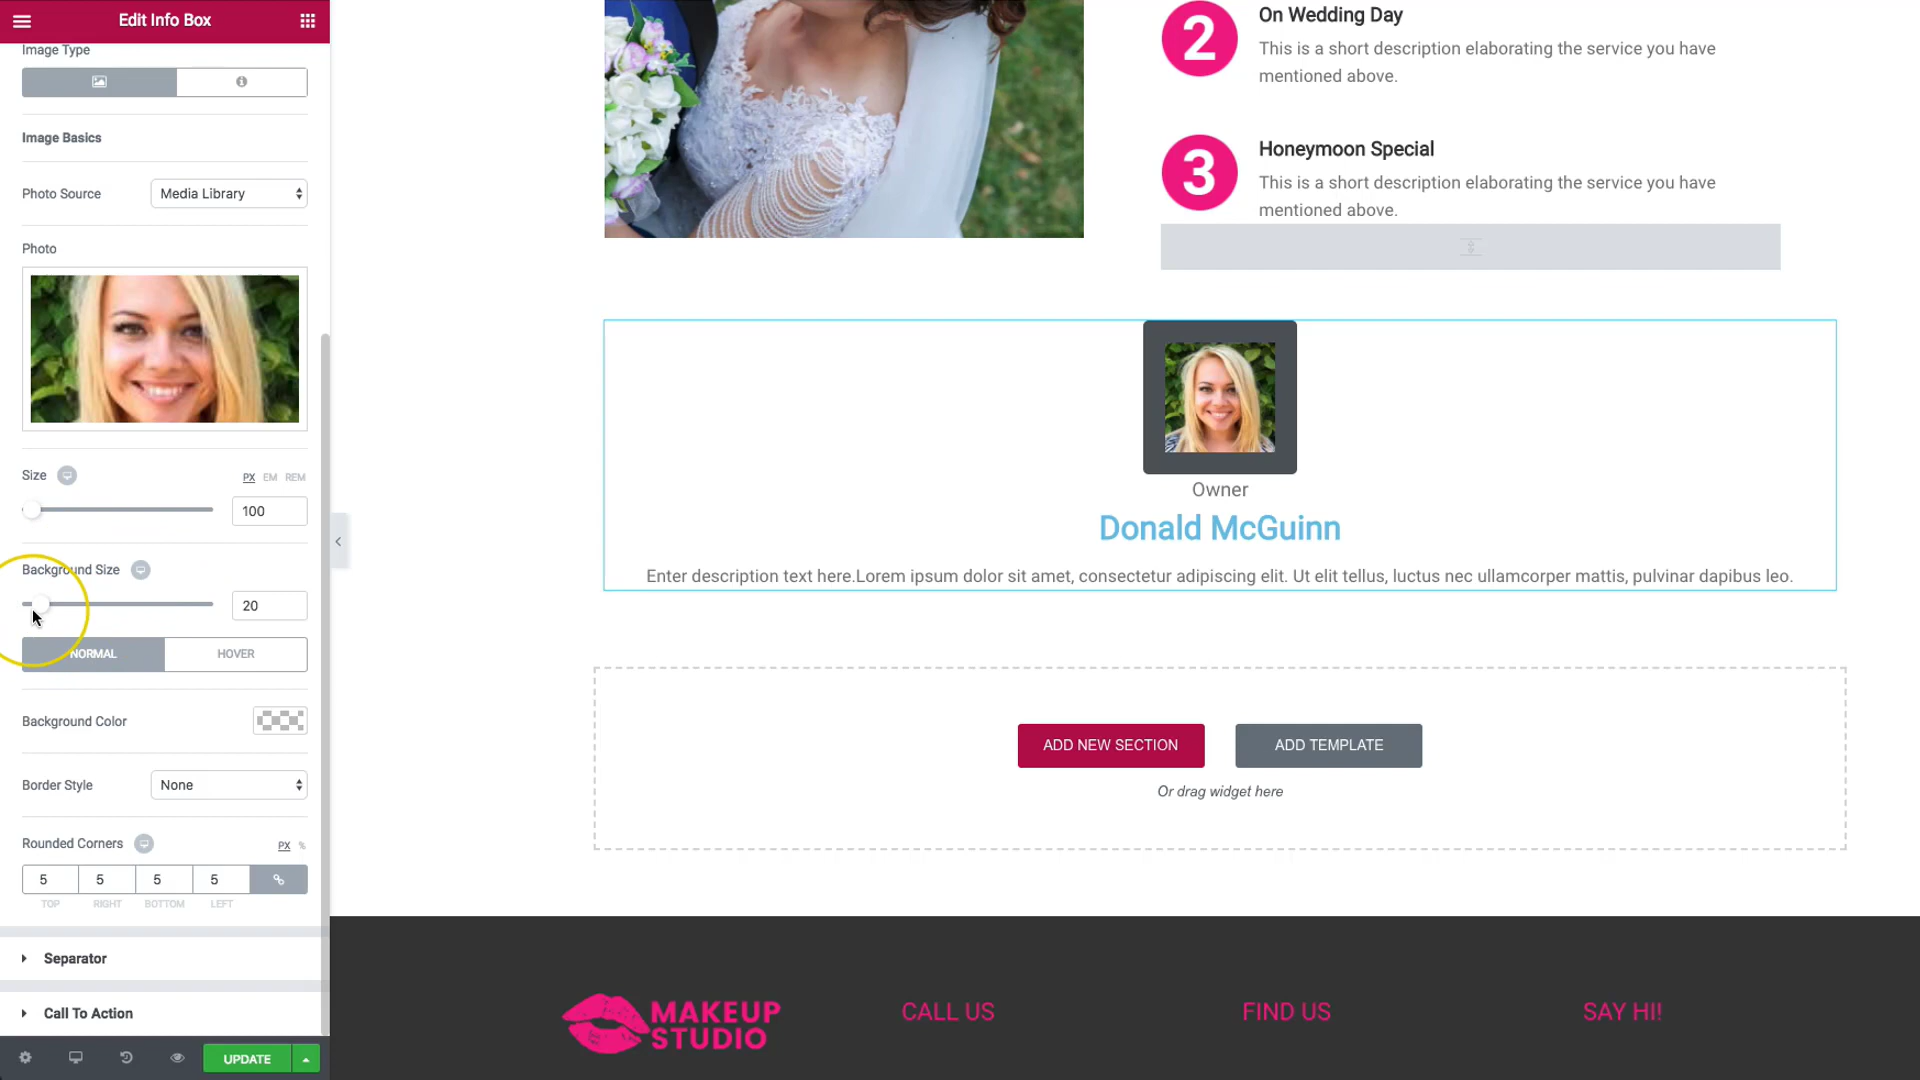 Edit Info Box
Image Type
Image Basics
Photo Source
Media Library
Photo
Size
PX EM REM
100
Background Size
20
NORMAL
HOVER
Background Color
Border Style
None
Rounded Corners
PX %
5 5 5 5
TOP RIGHT BOTTOM LEFT
Separator
Call To Action
UPDATE
2
On Wedding Day
This is a short description elaborating the service you have
mentioned above.
3
Honeymoon Special
This is a short description elaborating the service you have
mentioned above.
Owner
Donald McGuinn
Enter description text here.Lorem ipsum dolor sit amet, consectetur adipiscing elit. Ut elit tellus, luctus nec ullamcorper mattis, pulvinar dapibus leo.
ADD NEW SECTION
ADD TEMPLATE
Or drag widget here
MAKEUP
STUDIO
CALL US
FIND US
SAY HI!